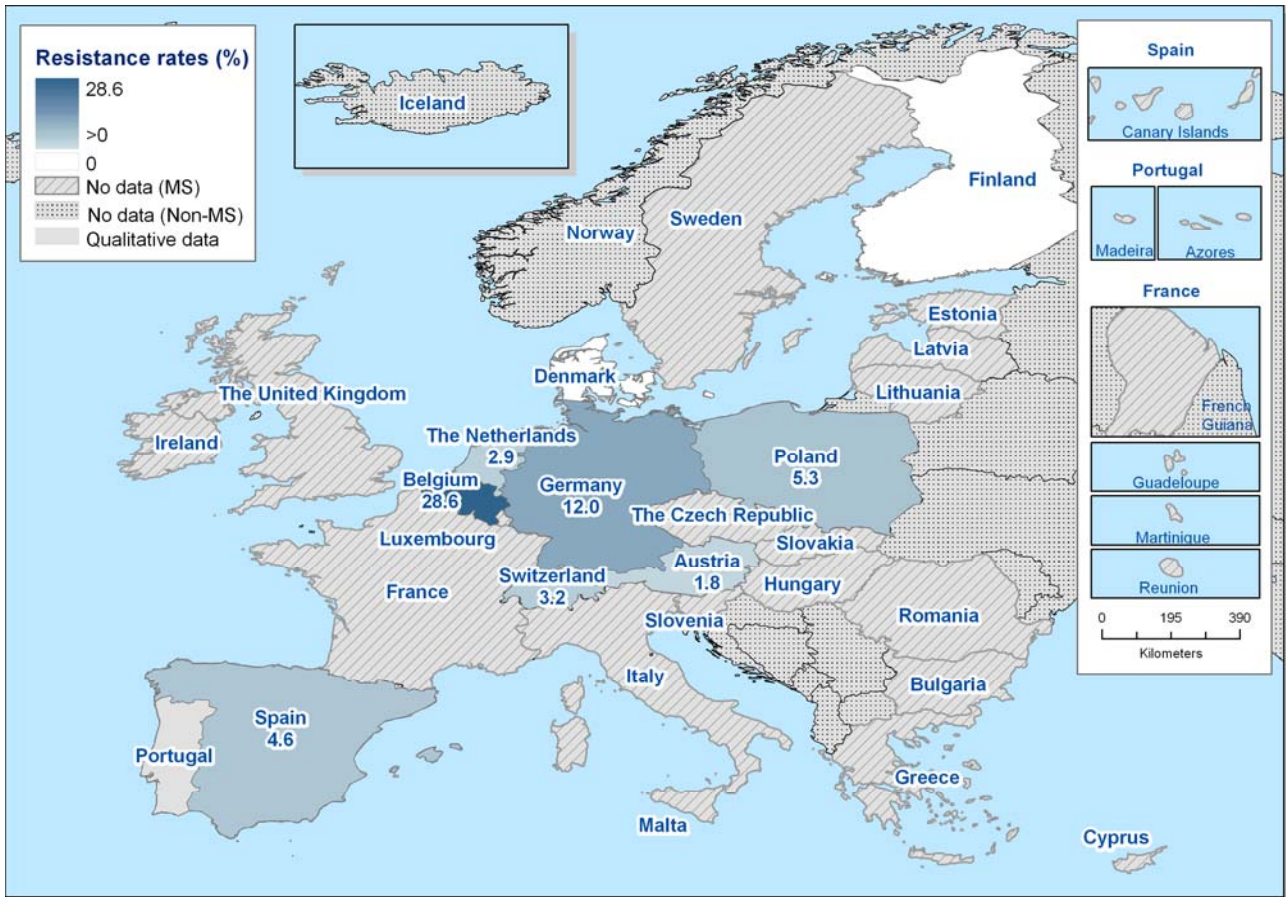 Resistance rates (%)
28.6
>0
0
No data (MS)
No data (Non-MS)
Qualitative data
Iceland
Norway
Sweden
Finland
Estonia
Latvia
Lithuania
Denmark
The United Kingdom
Ireland
The Netherlands
2.9
Belgium
28.6
Germany
12.0
Poland
5.3
The Czech Republic
Luxembourg
Slovakia
Austria
1.8
Switzerland
3.2
France
Hungary
Slovenia
Romania
Italy
Bulgaria
Spain
4.6
Portugal
Greece
Malta
Cyprus
Spain
Canary Islands
Portugal
Madeira
Azores
France
French
Guiana
Guadeloupe
Martinique
Reunion
0 195 390
Kilometers